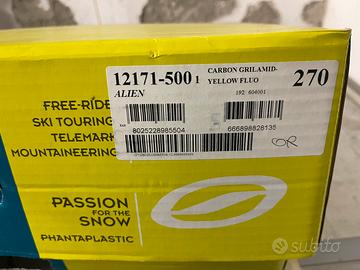 12171-500 1 CARBON GRILAMID-
YELLOW FLUO
270
ALIEN
192 604001
FREE-RIDE
SKI TOURING
TELEMARK
MOUNTAINEERING
8025228985504
666898828135
OR
PASSION
FOR THE
SNOW
PHANTAPLASTIC
subito